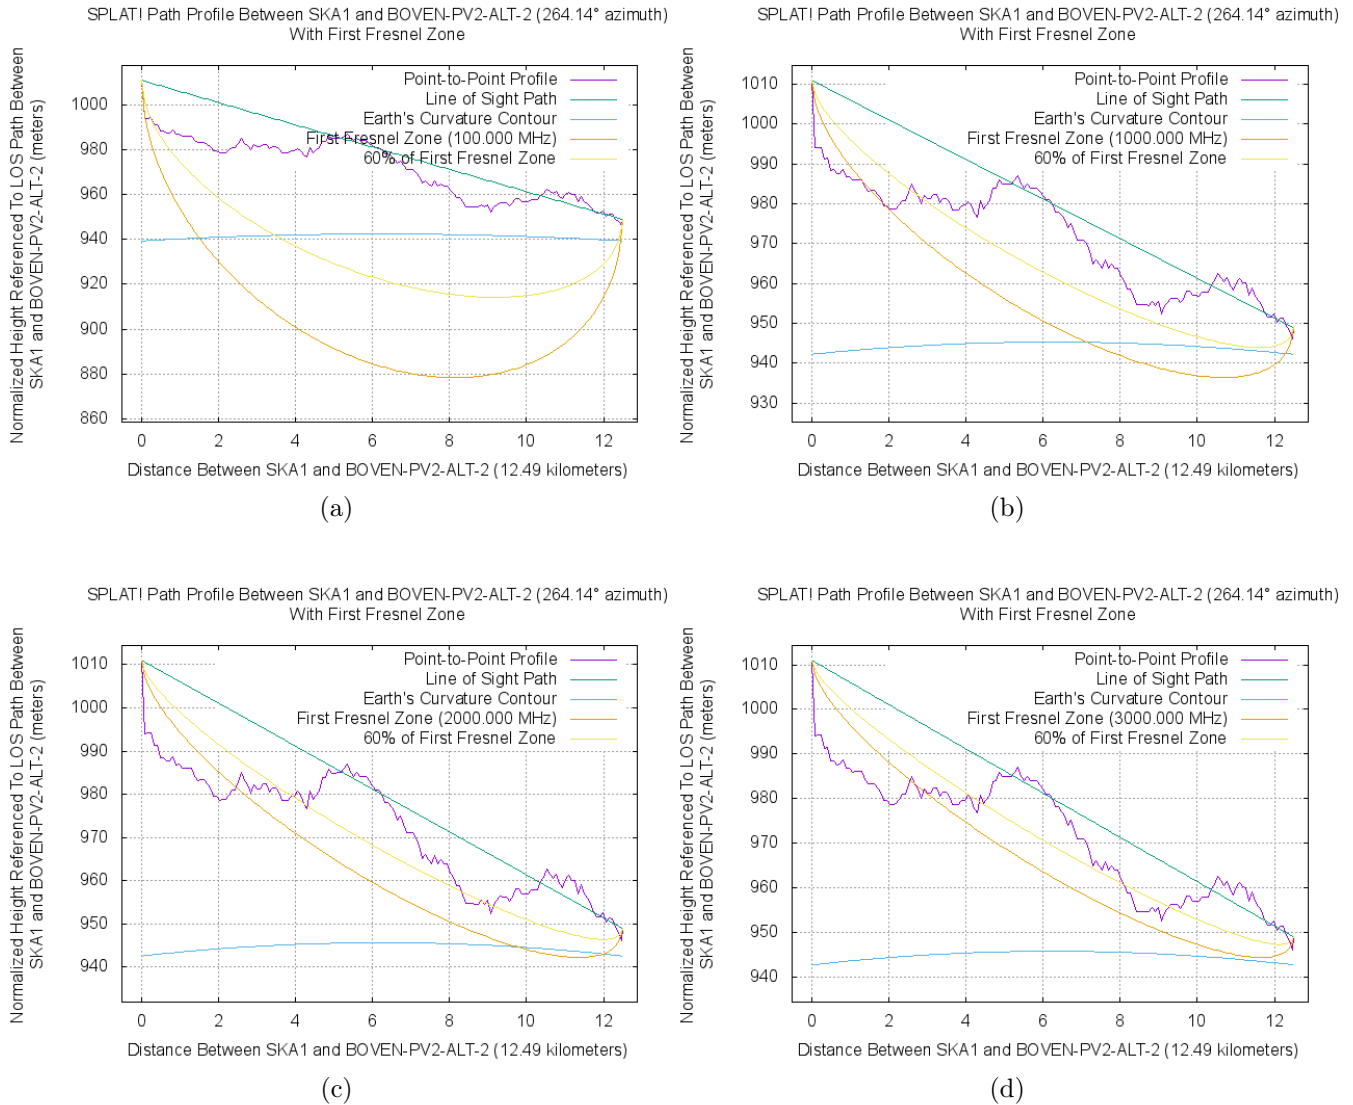 SPLAT! Path Profile Between SKA1 and BOVEN-PV2-ALT-2 (264.14° azimuth)
With First Fresnel Zone
Normalized Height Referenced To LOS Path Between
SKA1 and BOVEN-PV2-ALT-2 (meters)
Point-to-Point Profile
Line of Sight Path
Earth's Curvature Contour
First Fresnel Zone (100.000 MHz)
60% of First Fresnel Zone
1000
980
960
940
920
900
880
860
0
2
4
6
8
10
12
Distance Between SKA1 and BOVEN-PV2-ALT-2 (12.49 kilometers)
(a)
SPLAT! Path Profile Between SKA1 and BOVEN-PV2-ALT-2 (264.14° azimuth)
With First Fresnel Zone
Normalized Height Referenced To LOS Path Between
SKA1 and BOVEN-PV2-ALT-2 (meters)
Point-to-Point Profile
Line of Sight Path
Earth's Curvature Contour
First Fresnel Zone (1000.000 MHz)
60% of First Fresnel Zone
1010
1000
990
980
970
960
950
940
930
0
2
4
6
8
10
12
Distance Between SKA1 and BOVEN-PV2-ALT-2 (12.49 kilometers)
(b)
SPLAT! Path Profile Between SKA1 and BOVEN-PV2-ALT-2 (264.14° azimuth)
With First Fresnel Zone
Normalized Height Referenced To LOS Path Between
SKA1 and BOVEN-PV2-ALT-2 (meters)
Point-to-Point Profile
Line of Sight Path
Earth's Curvature Contour
First Fresnel Zone (2000.000 MHz)
60% of First Fresnel Zone
1010
1000
990
980
970
960
950
940
0
2
4
6
8
10
12
Distance Between SKA1 and BOVEN-PV2-ALT-2 (12.49 kilometers)
(c)
SPLAT! Path Profile Between SKA1 and BOVEN-PV2-ALT-2 (264.14° azimuth)
With First Fresnel Zone
Normalized Height Referenced To LOS Path Between
SKA1 and BOVEN-PV2-ALT-2 (meters)
Point-to-Point Profile
Line of Sight Path
Earth's Curvature Contour
First Fresnel Zone (3000.000 MHz)
60% of First Fresnel Zone
1010
1000
990
980
970
960
950
940
0
2
4
6
8
10
12
Distance Between SKA1 and BOVEN-PV2-ALT-2 (12.49 kilometers)
(d)